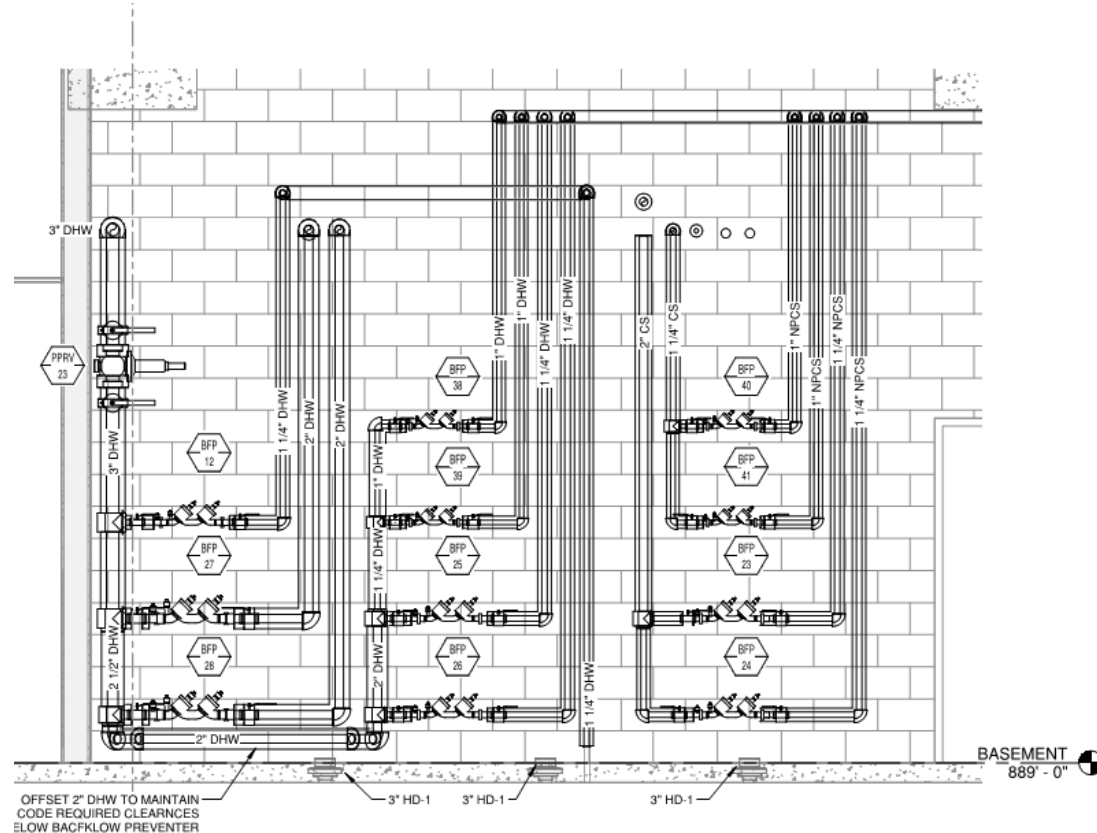 3" DHW
PPRV
23
3" DHW
2 1/2" DHW
BFP
12
BFP
27
BFP
28
1 1/4" DHW
2" DHW
2" DHW
2" DHW
1" DHW
1 1/4" DHW
2" DHW
BFP
38
BFP
39
BFP
25
BFP
26
1" DHW
1" DHW
1 1/4" DHW
1 1/4" DHW
1 1/4" DHW
2" CS
1 1/4" CS
BFP
40
BFP
41
BFP
23
BFP
24
1" NPCS
1" NPCS
1 1/4" NPCS
1 1/4" NPCS
BASEMENT
889' - 0"
OFFSET 2" DHW TO MAINTAIN
CODE REQUIRED CLEARNCES
ELOW BACFKLOW PREVENTER
3" HD-1
3" HD-1
3" HD-1